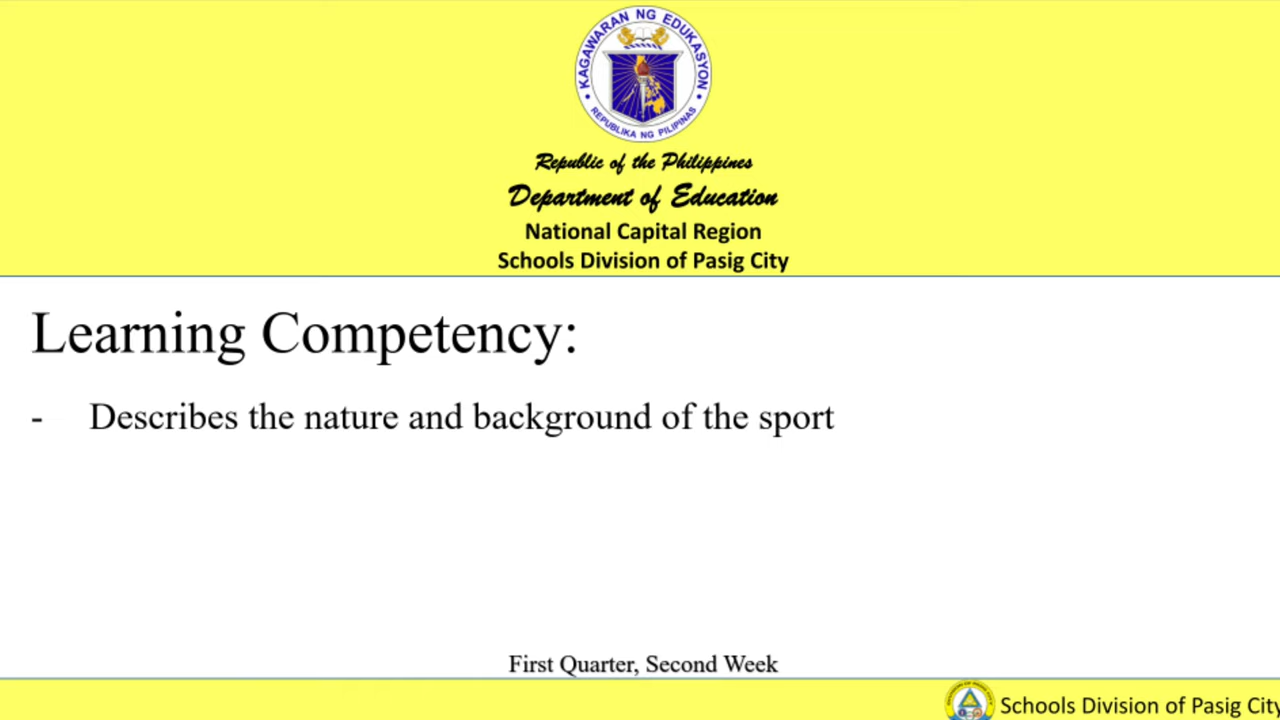 KAGAWARAN NG EDUKASYON
REPUBLIKA NG PILIPINAS
Republic of the Philippines
Department of Education
National Capital Region
Schools Division of Pasig City
Learning Competency:
- Describes the nature and background of the sport
First Quarter, Second Week
Schools Division of Pasig City